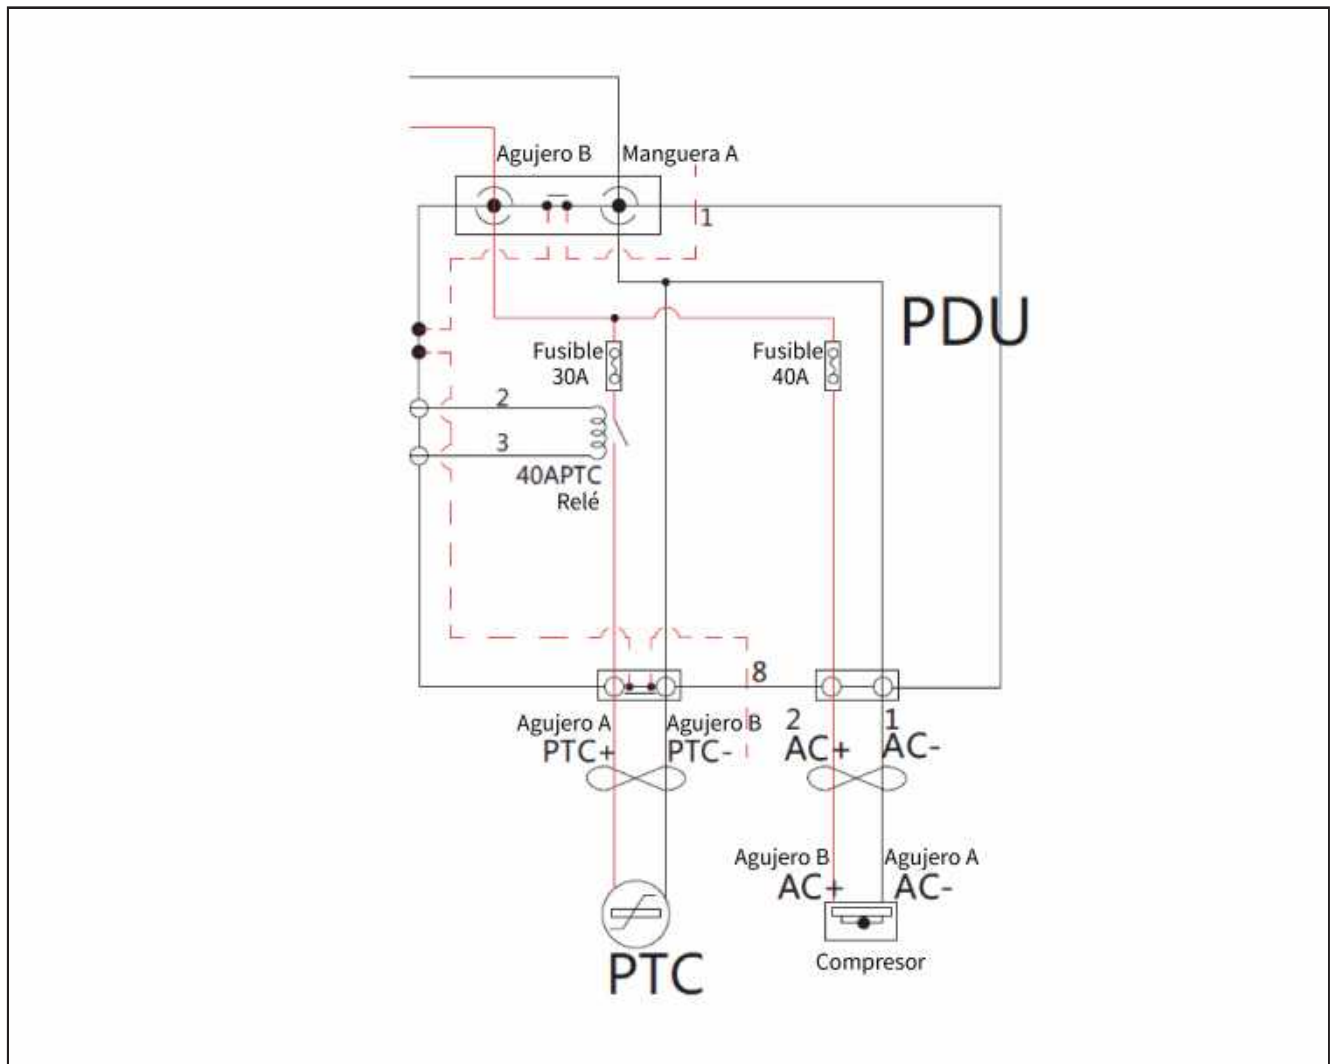 Agujero B
Manguera A
1
PDU
Fusible
30A
Fusible
40A
2
3
40APTC
Relé
8
Agujero A
PTC+
Agujero B
PTC-
2
AC+
1
AC-
Agujero B
AC+
Agujero A
AC-
PTC
Compresor